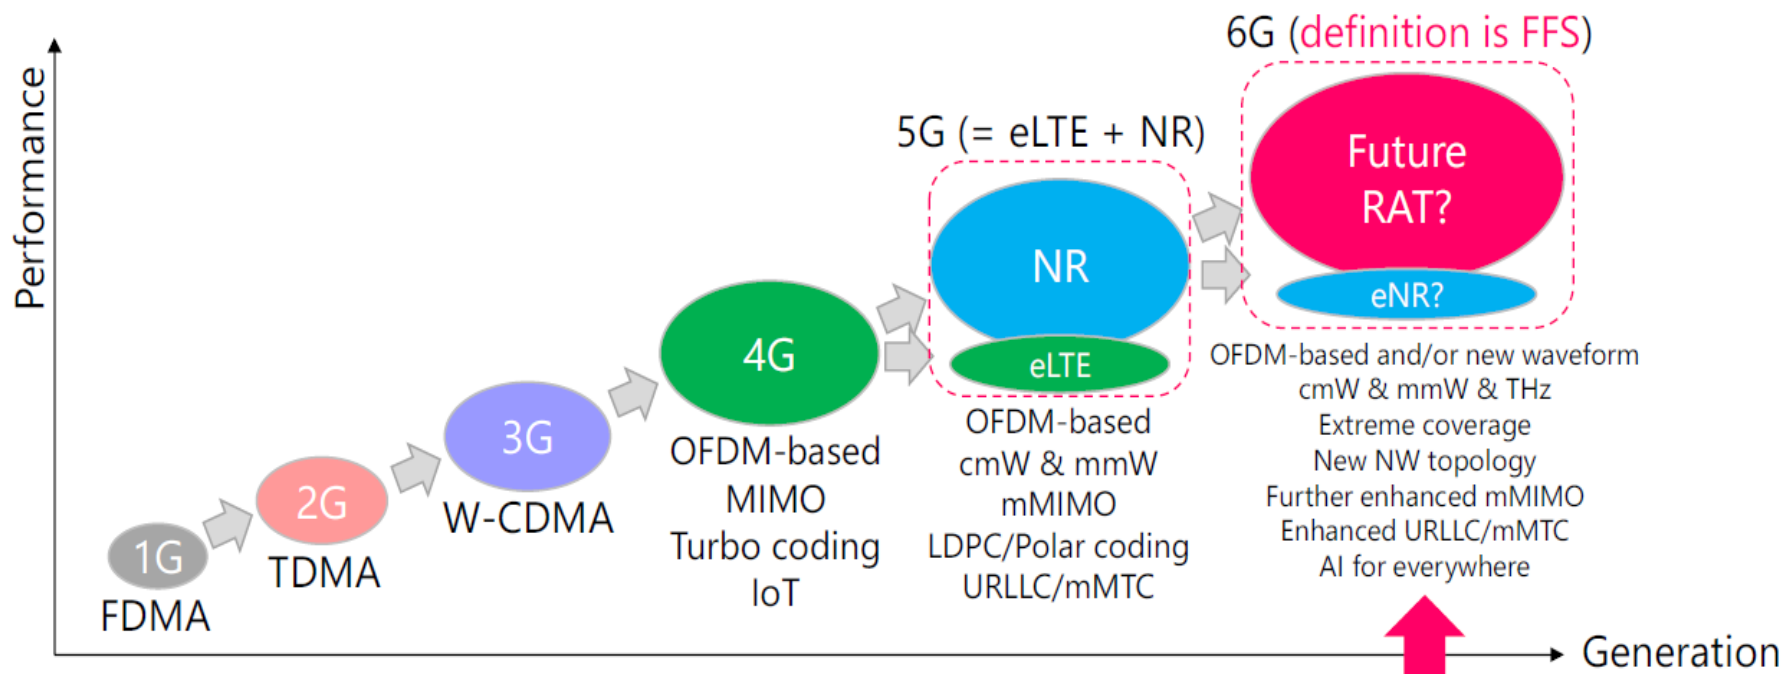 Performance
1G
FDMA
2G
TDMA
3G
W-CDMA
4G
OFDM-based
MIMO
Turbo coding
IoT
5G (= eLTE + NR)
NR
eLTE
OFDM-based
cmW & mmW
mMIMO
LDPC/Polar coding
URLLC/mMTC
6G (definition is FFS)
Future
RAT?
eNR?
OFDM-based and/or new waveform
cmW & mmW & THz
Extreme coverage
New NW topology
Further enhanced mMIMO
Enhanced URLLC/mMTC
AI for everywhere
Generation